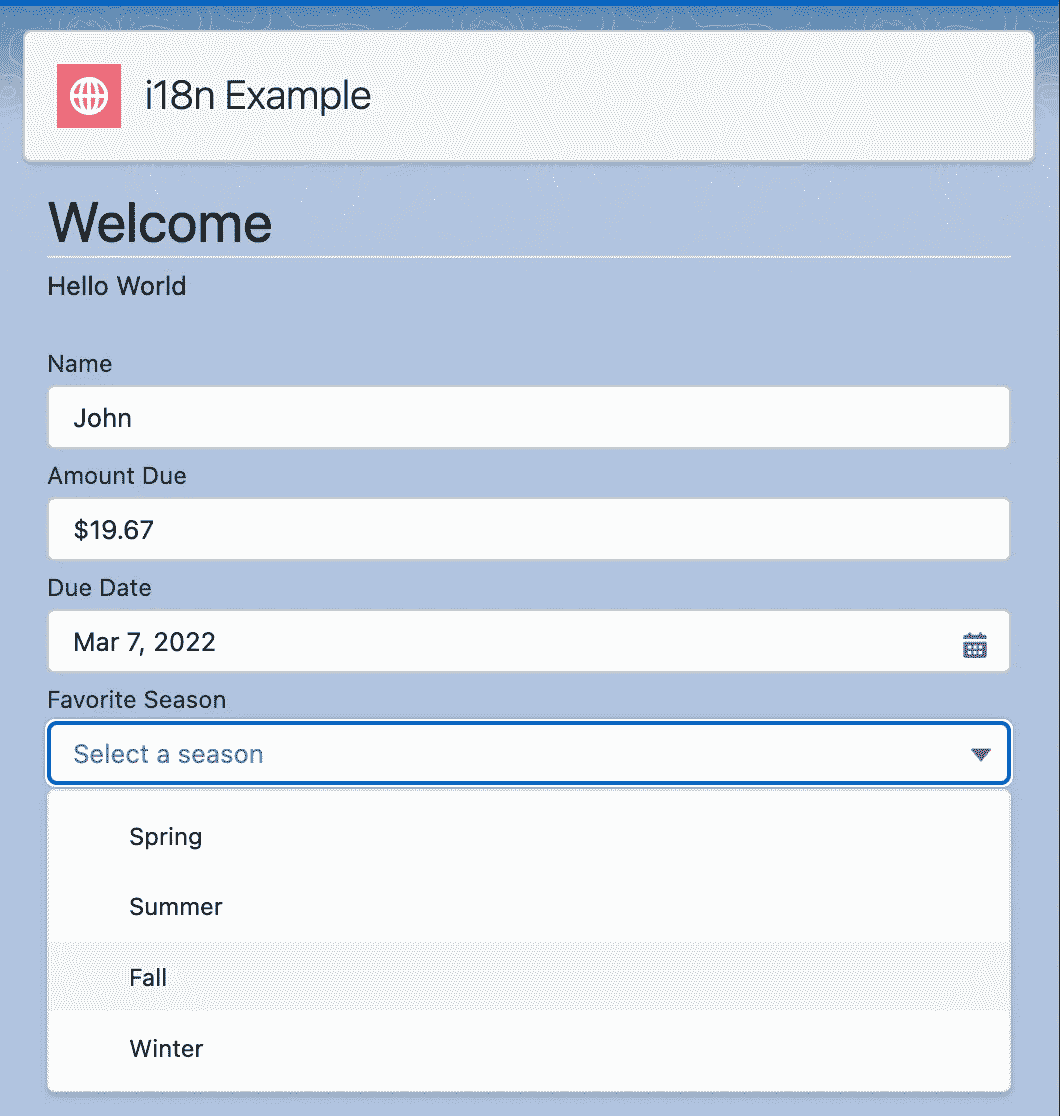 i18n Example
Welcome
Hello World
Name
John
Amount Due
$19.67
Due Date
Mar 7, 2022
Favorite Season
Select a season
Spring
Summer
Fall
Winter